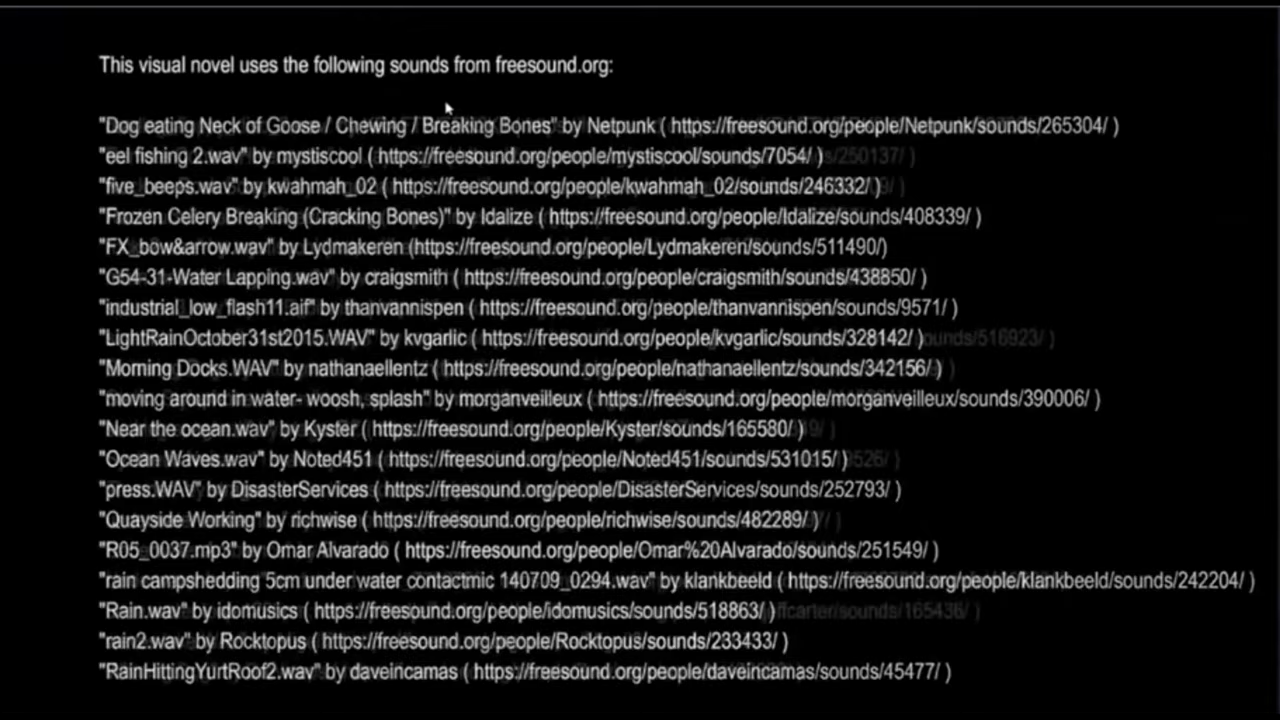 This visual novel uses the following sounds from freesound.org:
"Dog eating Neck of Goose / Chewing / Breaking Bones" by Netpunk ( https://freesound.org/people/Netpunk/sounds/265304/ )
"eel fishing 2.wav" by mystiscool ( https://freesound.org/people/mystiscool/sounds/7054/ )
"five_beeps.wav" by kwahmah_02 ( https://freesound.org/people/kwahmah_02/sounds/246332/ )
"Frozen Celery Breaking (Cracking Bones)" by Idalize ( https://freesound.org/people/Idalize/sounds/408339/ )
"FX_bow&arrow.wav" by Lydmakeren (https://freesound.org/people/Lydmakeren/sounds/511490/)
"G54-31-Water Lapping.wav" by craigsmith ( https://freesound.org/people/craigsmith/sounds/438850/ )
"industrial_low_flash11.aif" by thanvannispen ( https://freesound.org/people/thanvannispen/sounds/9571/ )
"LightRainOctober31st2015.WAV" by kvgarlic ( https://freesound.org/people/kvgarlic/sounds/328142/ )
"Morning Docks.WAV" by nathanaellentz ( https://freesound.org/people/nathanaellentz/sounds/342156/ )
"moving around in water- woosh, splash" by morganveilleux ( https://freesound.org/people/morganveilleux/sounds/390006/ )
"Near the ocean.wav" by Kyster ( https://freesound.org/people/Kyster/sounds/165580/ )
"Ocean Waves.wav" by Noted451 ( https://freesound.org/people/Noted451/sounds/531015/ )
"press.WAV" by DisasterServices ( https://freesound.org/people/DisasterServices/sounds/252793/ )
"Quayside Working" by richwise ( https://freesound.org/people/richwise/sounds/482289/ )
"R05_0037.mp3" by Omar Alvarado ( https://freesound.org/people/Omar%20Alvarado/sounds/251549/ )
"rain campshedding 5cm under water contactmic 140709_0294.wav" by klankbeeld ( https://freesound.org/people/klankbeeld/sounds/242204/ )
"Rain.wav" by idomusics ( https://freesound.org/people/idomusics/sounds/518863/ )
"rain2.wav" by Rocktopus ( https://freesound.org/people/Rocktopus/sounds/233433/ )
"RainHittingYurtRoof2.wav" by daveincamas ( https://freesound.org/people/daveincamas/sounds/45477/ )